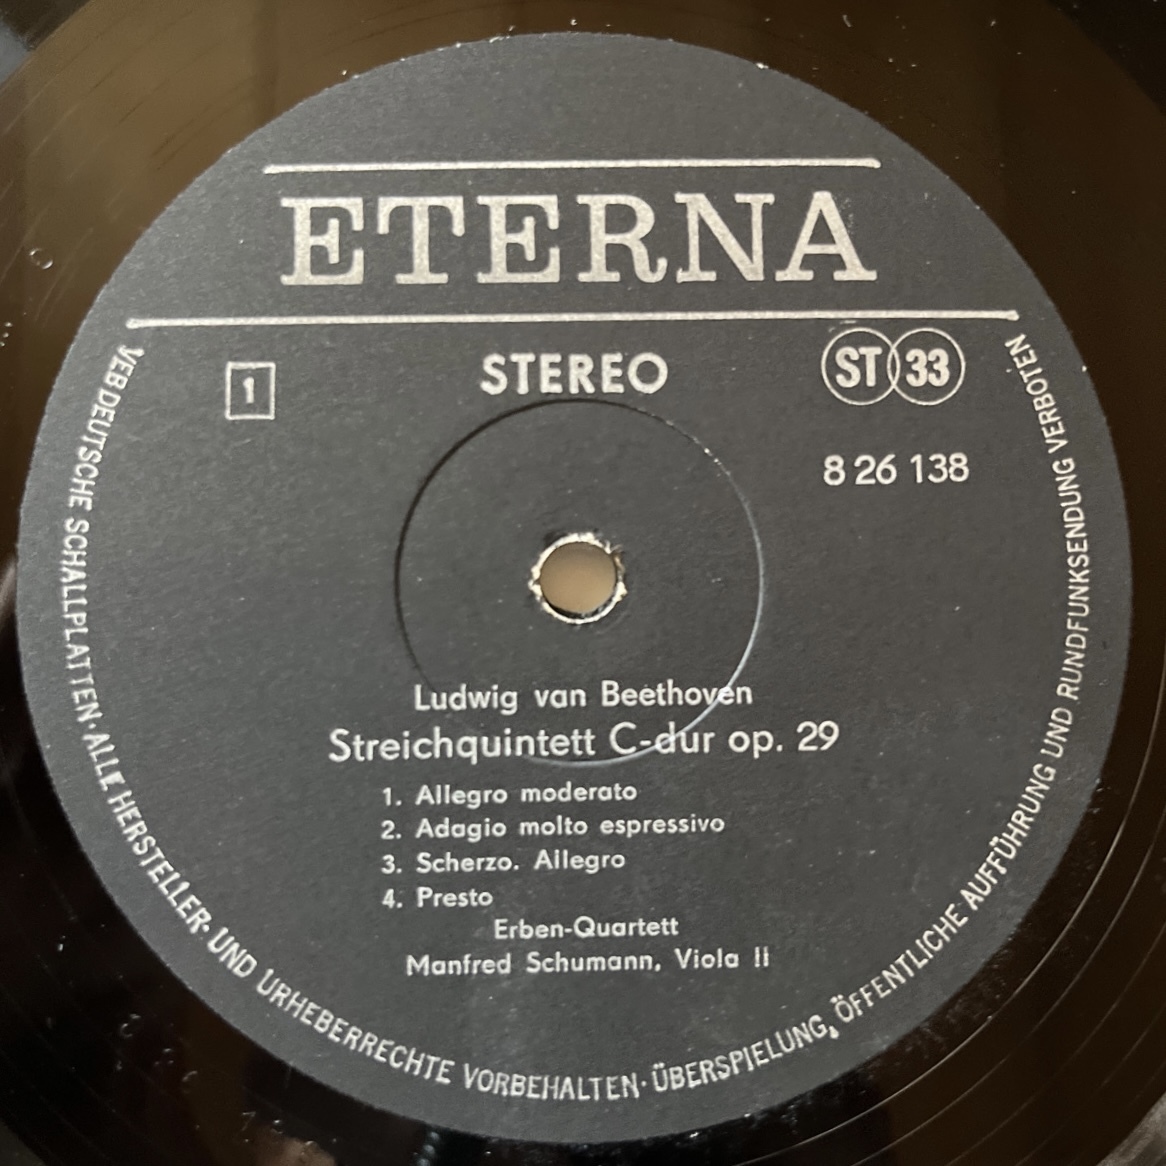 ETERNA
1
STEREO
ST 33
8 26 138
Ludwig van Beethoven
Streichquintett C-dur op. 29
1. Allegro moderato
2. Adagio molto espressivo
3. Scherzo. Allegro
4. Presto
Erben-Quartett
Manfred Schumann, Viola II
VEB DEUTSCHE SCHALLPLATTEN · ALLE HERSTELLER- UND URHEBERRECHTE VORBEHALTEN · ÜBERSPIELUNG, ÖFFENTLICHE AUFFÜHRUNG UND RUNDFUNKSENDUNG VERBOTEN